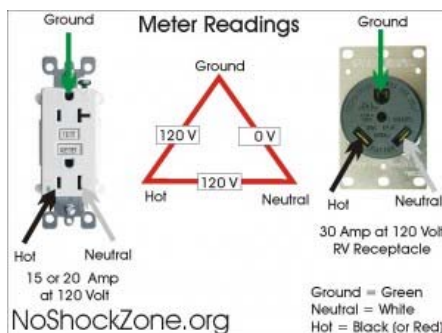 Ground
Meter Readings
Ground
Ground
120 V
0 V
120 V
Hot
Neutral
Hot
Neutral
Hot
Neutral
15 or 20 Amp
at 120 Volt
30 Amp at 120 Volt
RV Receptacle
NoShockZone.org
Ground = Green
Neutral = White
Hot = Black (or Red)